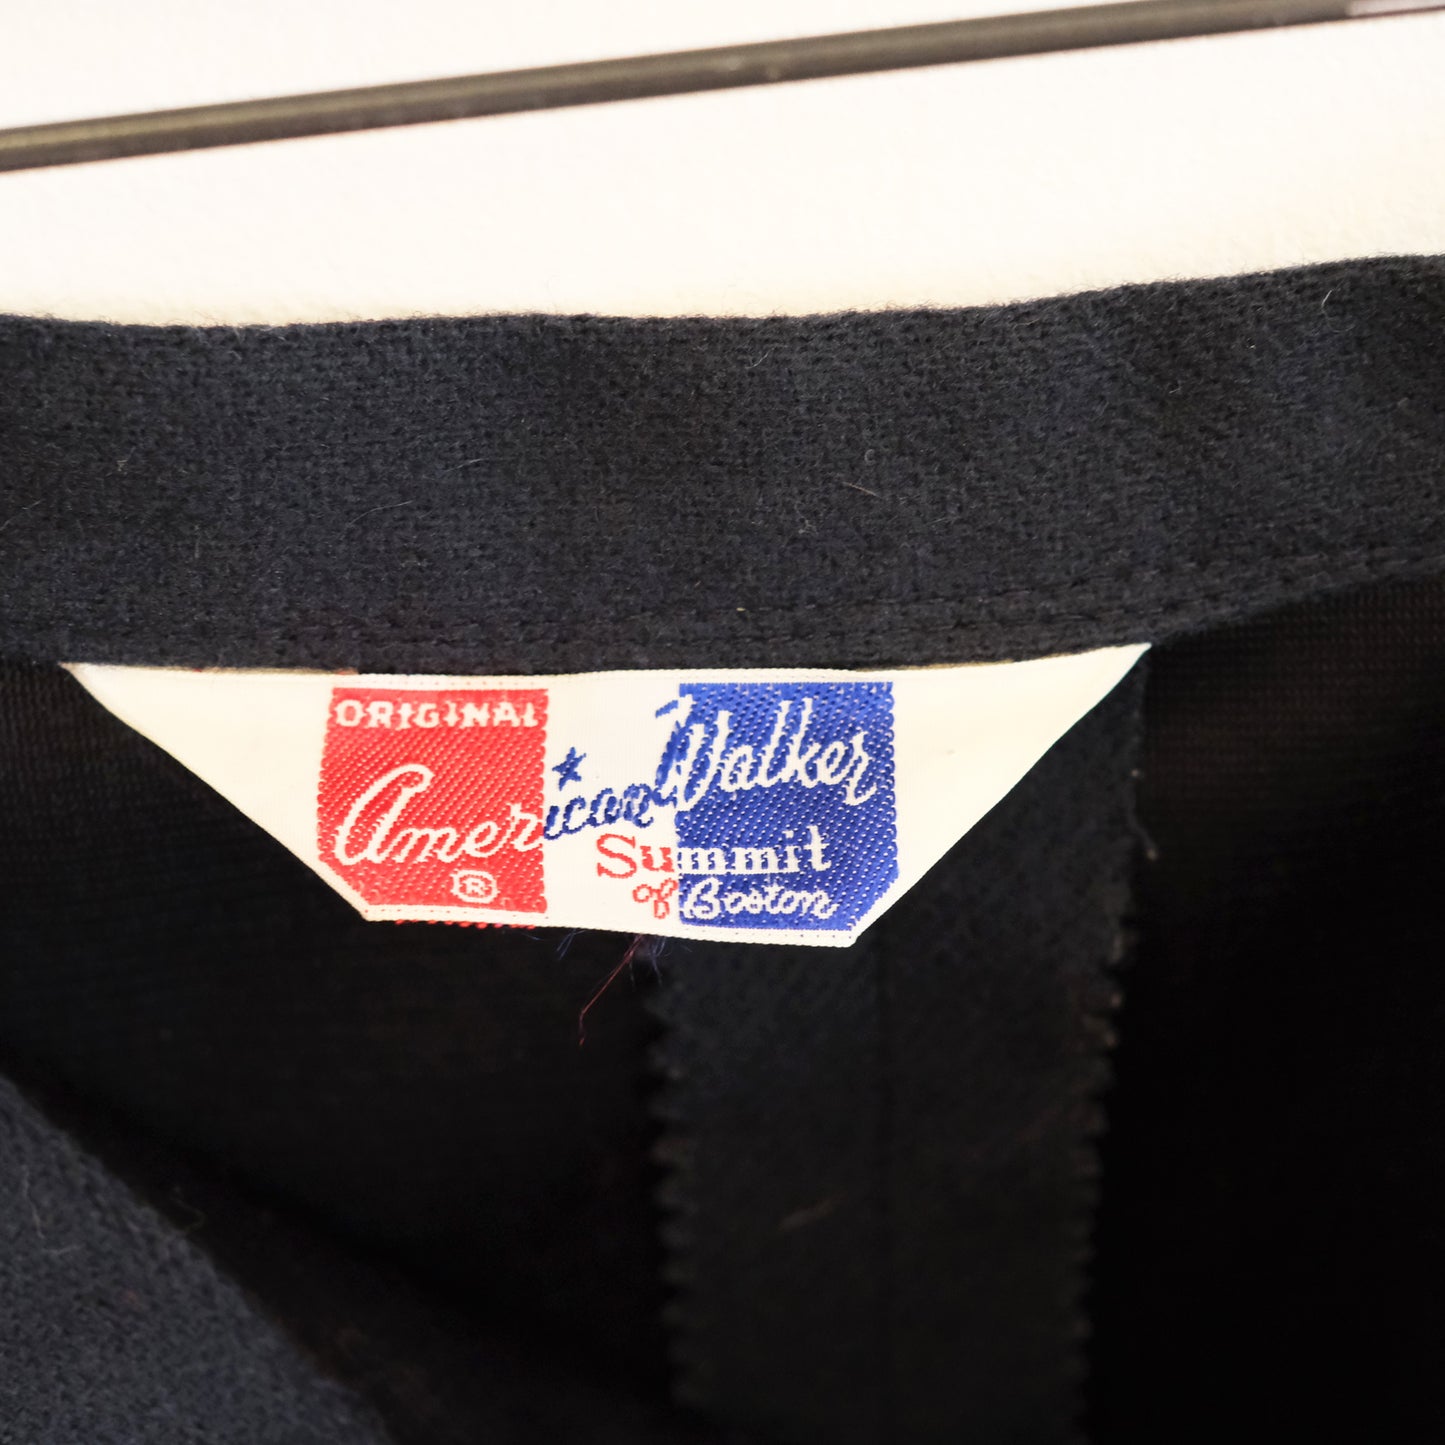 ORIGINAL
American Walker
®
Summit
of Boston